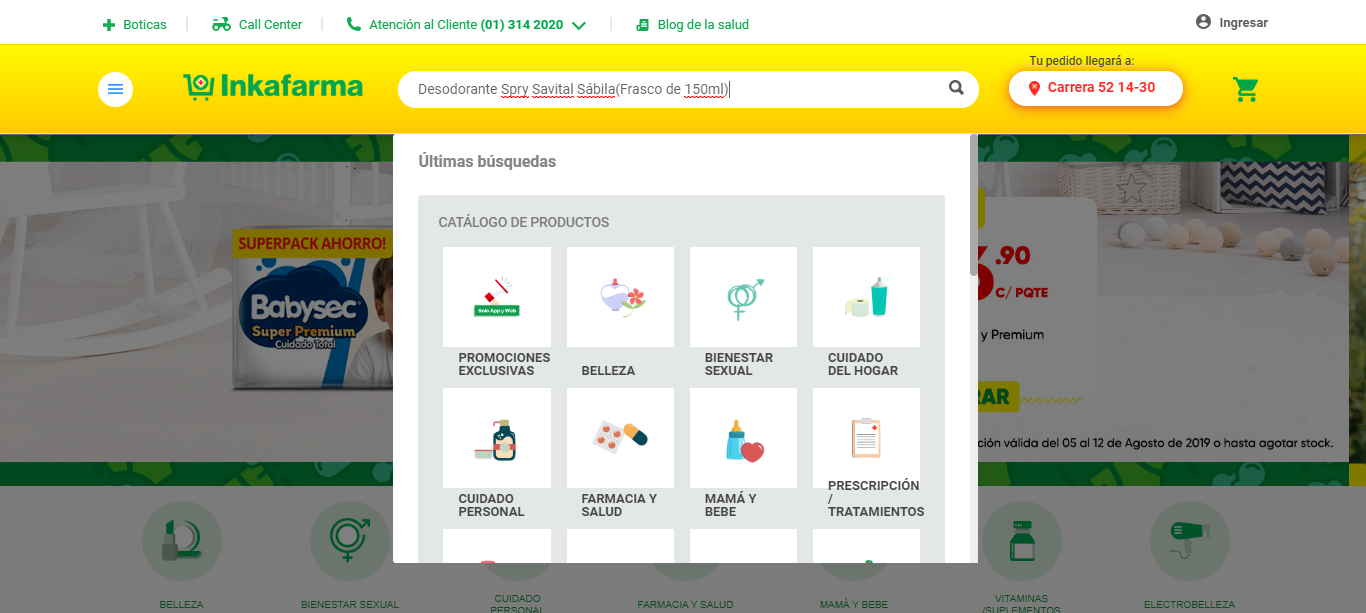 Boticas
Call Center
Atención al Cliente (01) 314 2020
Blog de la salud
Ingresar
Inkafarma
Desodorante Spry Savital Sábila(Frasco de 150ml)
Tu pedido llegará a:
Carrera 52 14-30
Últimas búsquedas
CATÁLOGO DE PRODUCTOS
Solo App y Web
PROMOCIONES
EXCLUSIVAS
BELLEZA
BIENESTAR
SEXUAL
CUIDADO
DEL HOGAR
CUIDADO
PERSONAL
FARMACIA Y
SALUD
MAMÁ Y
BEBE
PRESCRIPCIÓN
/
TRATAMIENTOS
SUPERPACK AHORRO!
Babysec
Super Premium
Cuidado Total
.90
C/ PQTE
y Premium
RAR
ción válida del 05 al 12 de Agosto de 2019 o hasta agotar stock.
BELLEZA
BIENESTAR SEXUAL
CUIDADO
PERSONAL
FARMACIA Y SALUD
MAMÁ Y BEBE
VITAMINAS
/SUPLEMENTOS
ELECTROBELLEZA